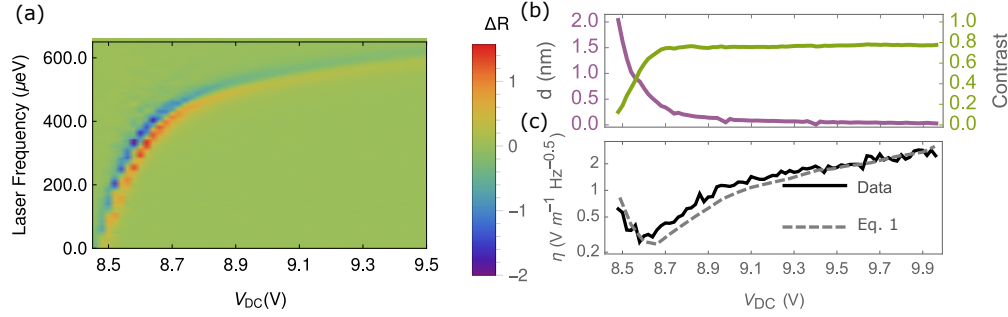 (a)
ΔR
Laser Frequency (μeV)
600.0
400.0
200.0
0.0
8.5 8.7 8.9 9.1 9.3 9.5
V_DC(V)
1
0
−1
−2
(b)
d (nm)
2.0
1.5
1.0
0.5
0.0
1.0
0.8
0.6
0.4
0.2
0.0
Contrast
(c)
η (V m⁻¹ Hz⁻⁰·⁵)
2
1
0.5
0.2
Data
Eq. 1
8.5 8.7 8.9 9.1 9.3 9.5 9.7 9.9
V_DC (V)